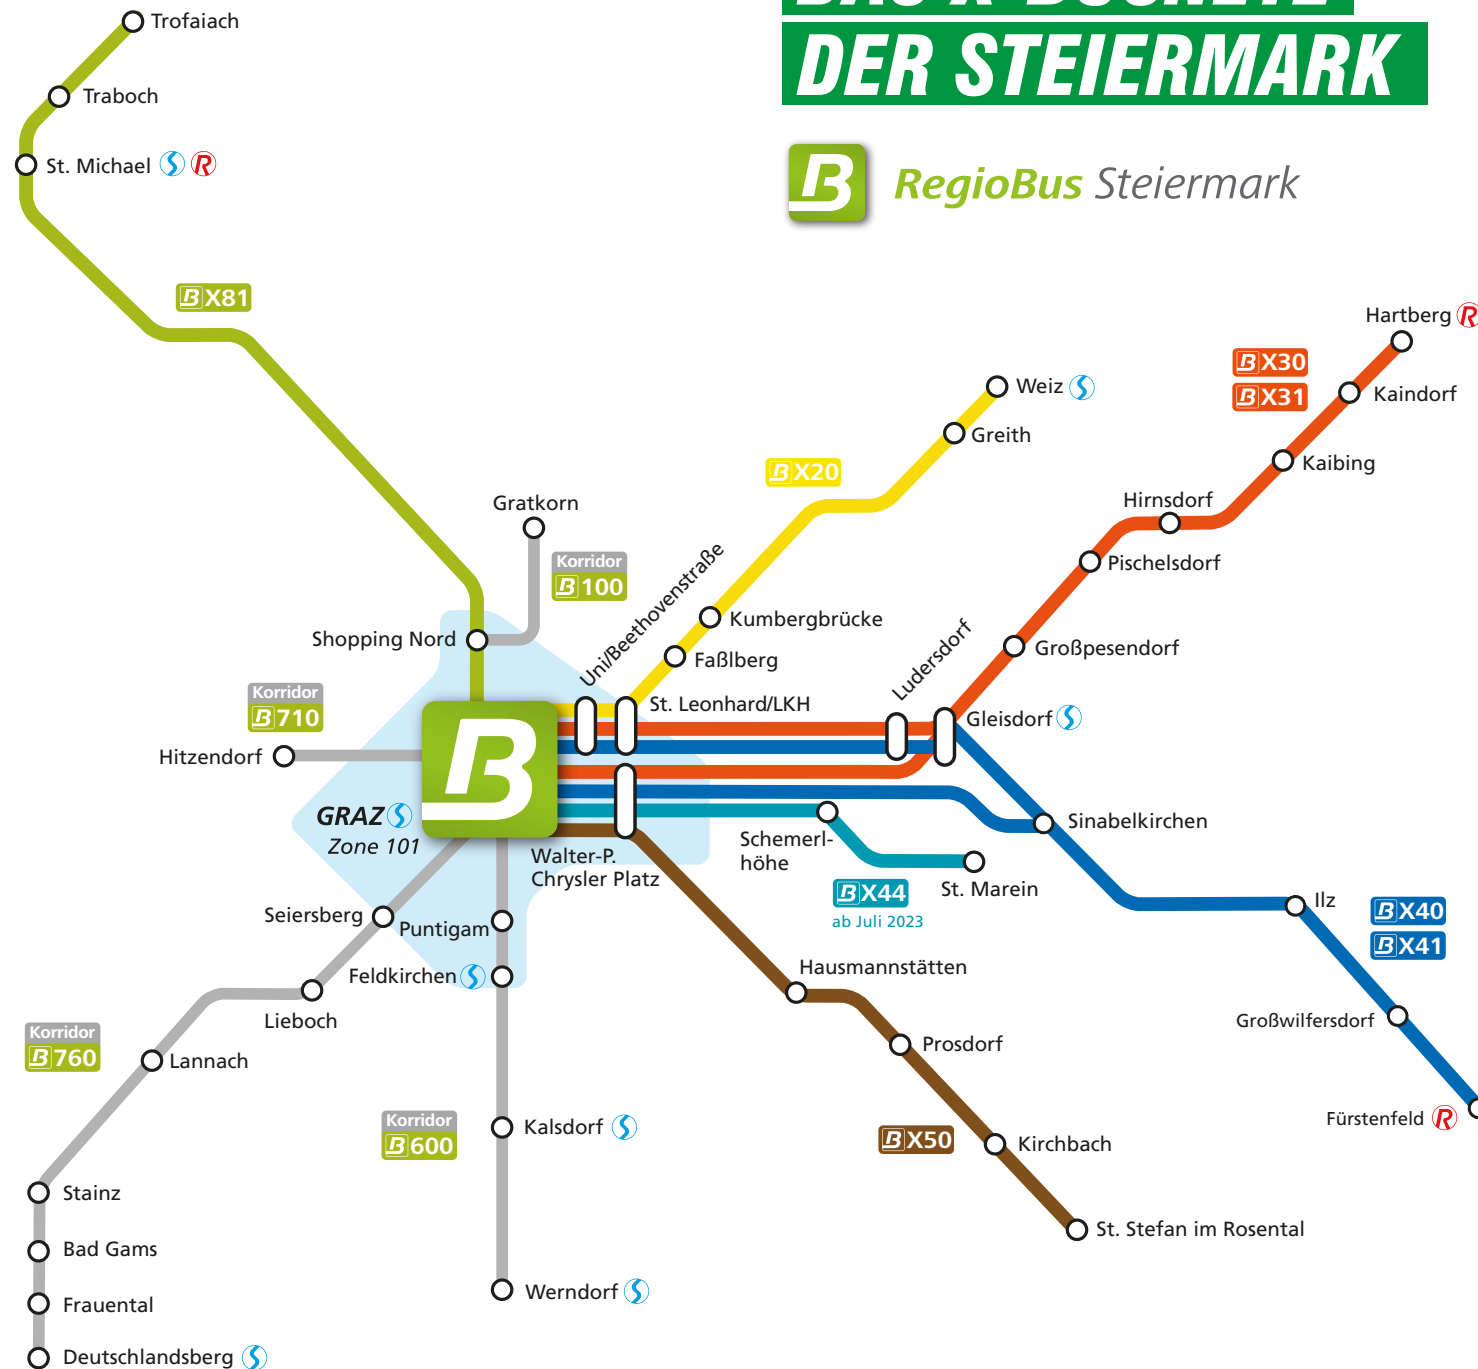 DER STEIERMARK
B RegioBus Steiermark
Trofaiach
Traboch
St. Michael S R
B X81
Hartberg R
B X30
B X31
Kaindorf
Kaibing
Hirnsdorf
Pischelsdorf
Großpesendorf
Weiz S
Greith
B X20
Kumbergbrücke
Faßlberg
Uni/Beethovenstraße
St. Leonhard/LKH
Ludersdorf
Gleisdorf S
Gratkorn
Korridor
B 100
Shopping Nord
Korridor
B 710
Hitzendorf
B
GRAZ S
Zone 101
Walter-P.
Chrysler Platz
Schemerl-
höhe
B X44
ab Juli 2023
St. Marein
Sinabelkirchen
Ilz
B X40
B X41
Großwilfersdorf
Fürstenfeld R
Seiersberg
Puntigam
Feldkirchen S
Lieboch
Korridor
B 760
Lannach
Hausmannstätten
Prosdorf
B X50
Kirchbach
St. Stefan im Rosental
Korridor
B 600
Kalsdorf S
Werndorf S
Stainz
Bad Gams
Frauental
Deutschlandsberg S